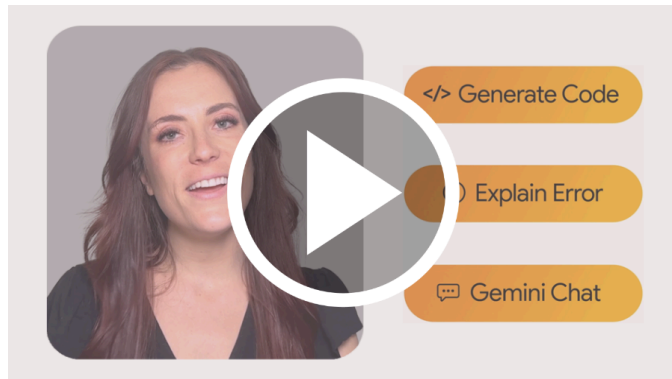 </> Generate Code
Explain Error
Gemini Chat